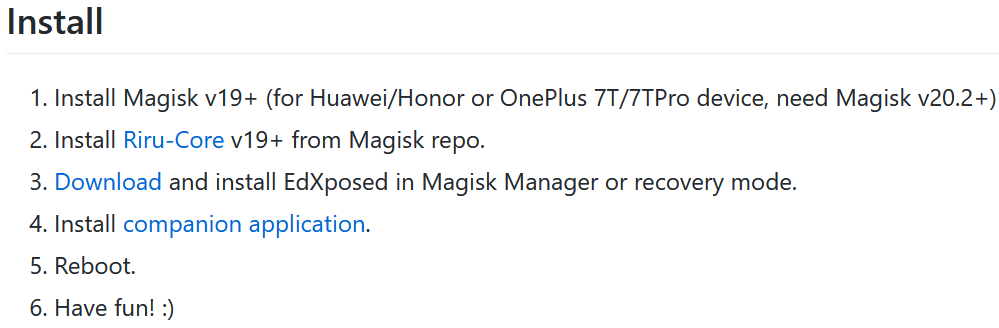 Install
1. Install Magisk v19+ (for Huawei/Honor or OnePlus 7T/7TPro device, need Magisk v20.2+)
2. Install Riru-Core v19+ from Magisk repo.
3. Download and install EdXposed in Magisk Manager or recovery mode.
4. Install companion application.
5. Reboot.
6. Have fun! :)